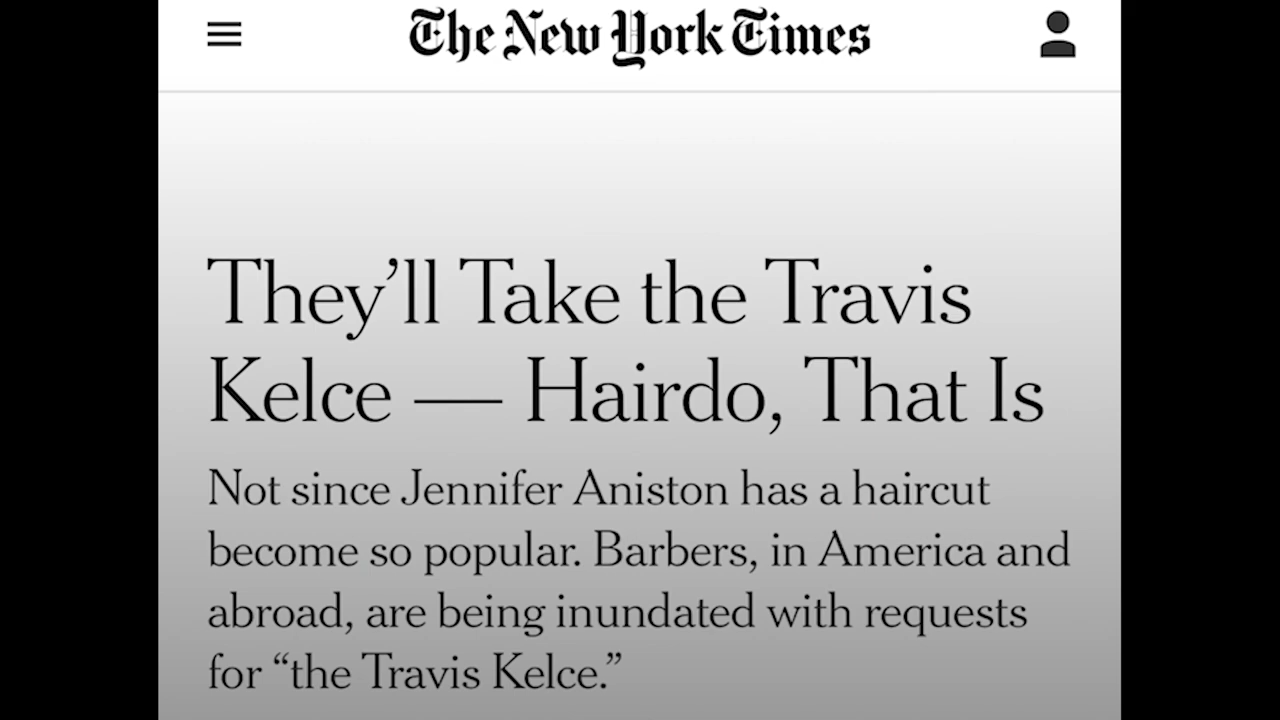 The New York Times
They’ll Take the Travis
Kelce — Hairdo, That Is
Not since Jennifer Aniston has a haircut
become so popular. Barbers, in America and
abroad, are being inundated with requests
for “the Travis Kelce.”